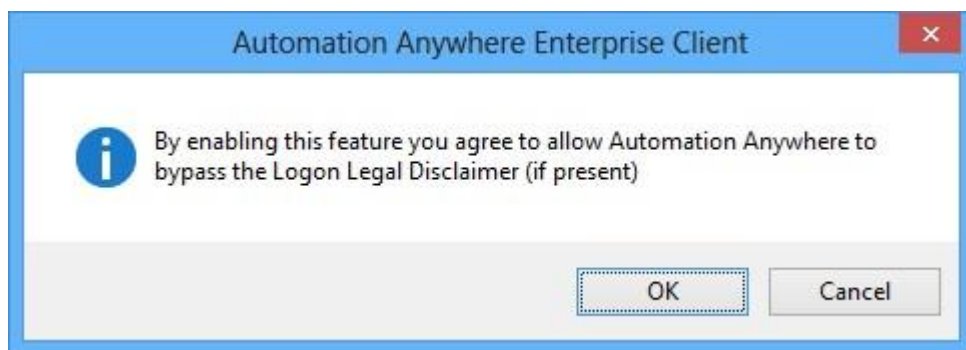 Automation Anywhere Enterprise Client
By enabling this feature you agree to allow Automation Anywhere to
bypass the Logon Legal Disclaimer (if present)
OK
Cancel